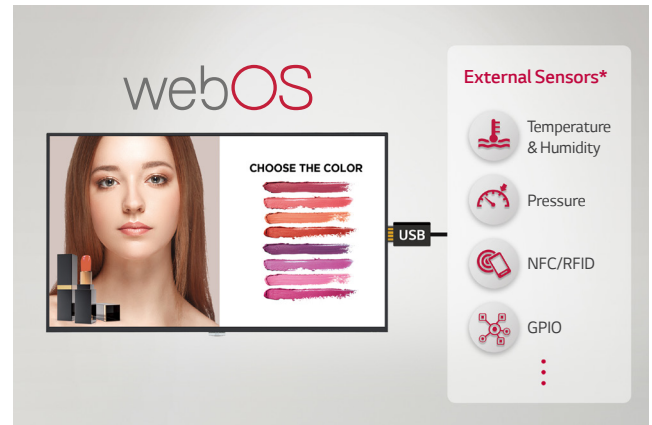 webOS
CHOOSE THE COLOR
USB
External Sensors*
Temperature
& Humidity
Pressure
NFC/RFID
GPIO